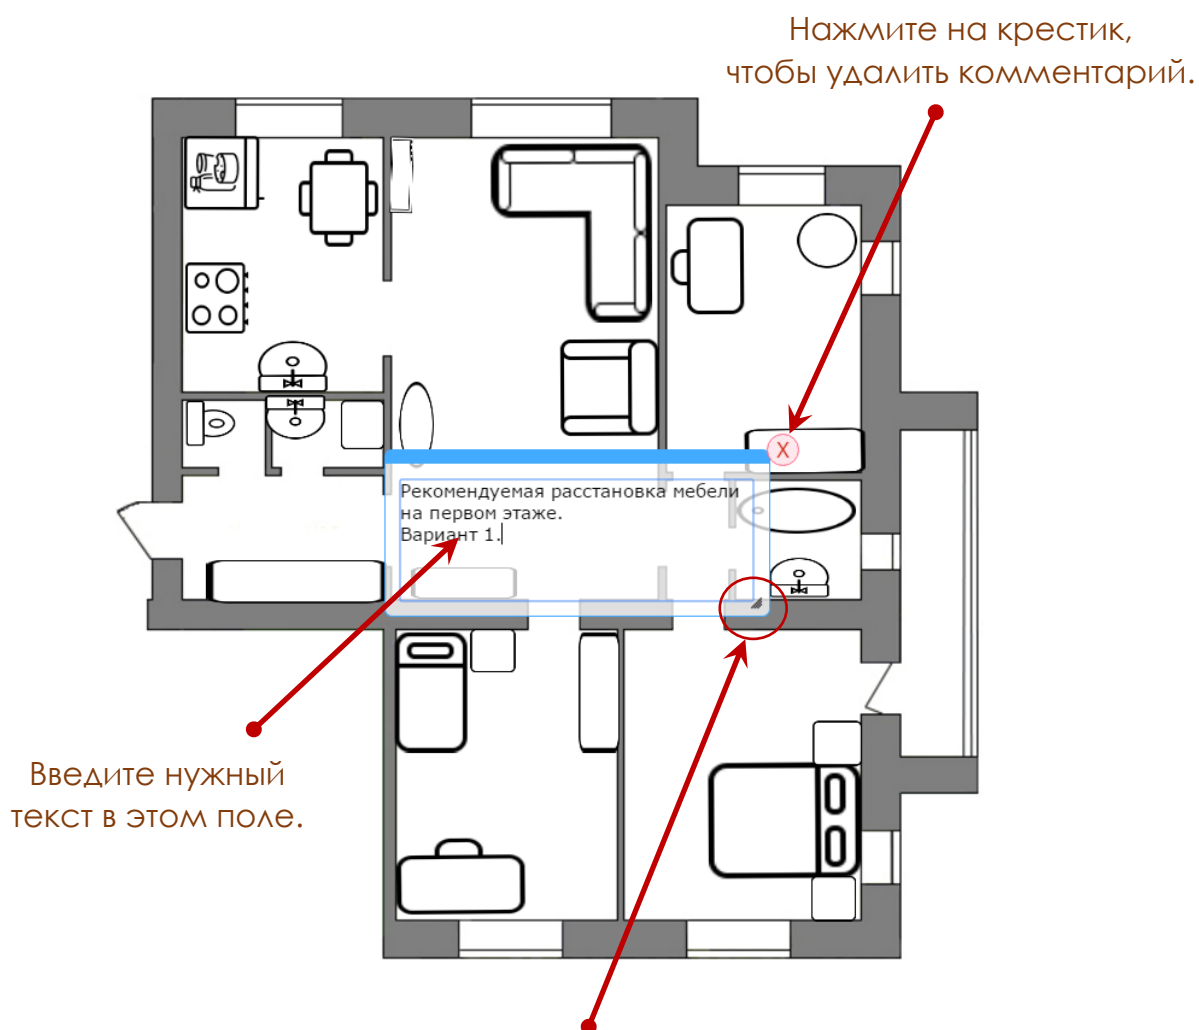 Нажмите на крестик,
чтобы удалить комментарий.
X
Рекомендуемая расстановка мебели
на первом этаже.
Вариант 1.
Введите нужный
текст в этом поле.